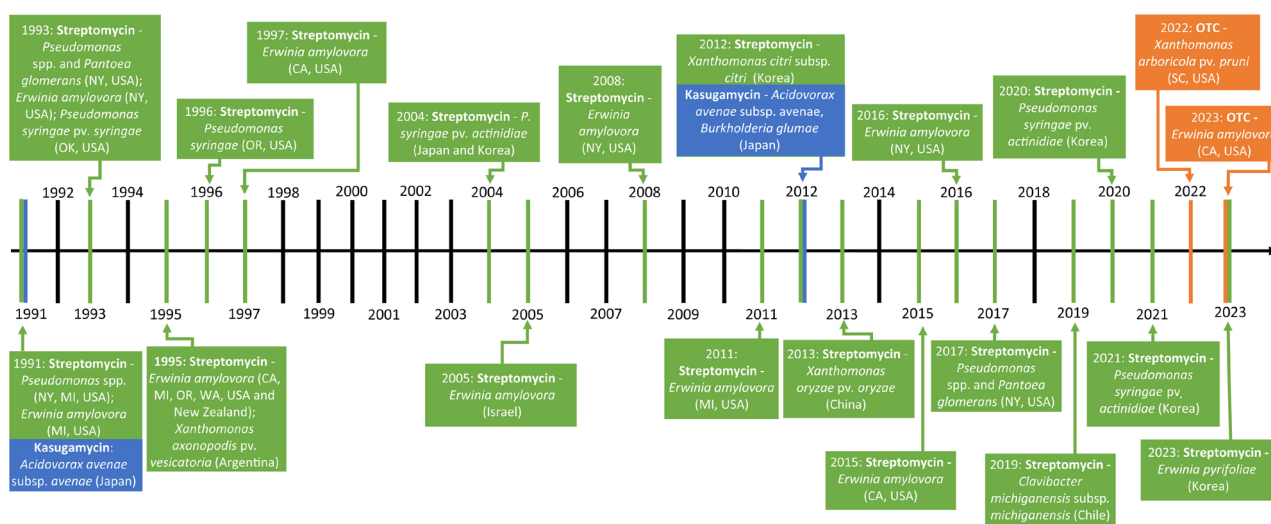 1993: Streptomycin -
Pseudomonas
spp. and Pantoea
glomerans (NY, USA);
Erwinia amylovora (NY,
USA); Pseudomonas
syringae pv. syringae
(OK, USA)
1997: Streptomycin -
Erwinia amylovora
(CA, USA)
1996: Streptomycin -
Pseudomonas
syringae (OR, USA)
2004: Streptomycin - P.
syringae pv. actinidiae
(Japan and Korea)
2008:
Streptomycin -
Erwinia
amylovora
(NY, USA)
2012: Streptomycin -
Xanthomonas citri subsp.
citri (Korea)
Kasugamycin - Acidovorax
avenae subsp. avenae,
Burkholderia glumae
(Japan)
2016: Streptomycin -
Erwinia amylovora
(NY, USA)
2020: Streptomycin -
Pseudomonas
syringae pv.
actinidiae (Korea)
2022: OTC -
Xanthomonas
arboricola pv. pruni
(SC, USA)
2023: OTC -
Erwinia amylovora
(CA, USA)
1992 1994 1996 1998 2000 2002 2004 2006 2008 2010 2012 2014 2016 2018 2020 2022
1991 1993 1995 1997 1999 2001 2003 2005 2007 2009 2011 2013 2015 2017 2019 2021 2023
1991: Streptomycin-
Pseudomonas spp.
(NY, MI, USA);
Erwinia amylovora
(MI, USA)
Kasugamycin:
Acidovorax avenae
subsp. avenae (Japan)
1995: Streptomycin -
Erwinia amylovora (CA,
MI, OR, WA, USA and
New Zealand);
Xanthomonas
axonopodis pv.
vesicatoria (Argentina)
2005: Streptomycin -
Erwinia amylovora
(Israel)
2011:
Streptomycin -
Erwinia amylovora
(MI, USA)
2013: Streptomycin -
Xanthomonas
oryzae pv. oryzae
(China)
2015: Streptomycin -
Erwinia amylovora
(CA, USA)
2017: Streptomycin -
Pseudomonas
spp. and Pantoea
glomerans (NY, USA)
2019: Streptomycin -
Clavibacter
michiganensis subsp.
michiganensis (Chile)
2021: Streptomycin -
Pseudomonas
syringae pv.
actinidiae (Korea)
2023: Streptomycin -
Erwinia pyrifoliae
(Korea)